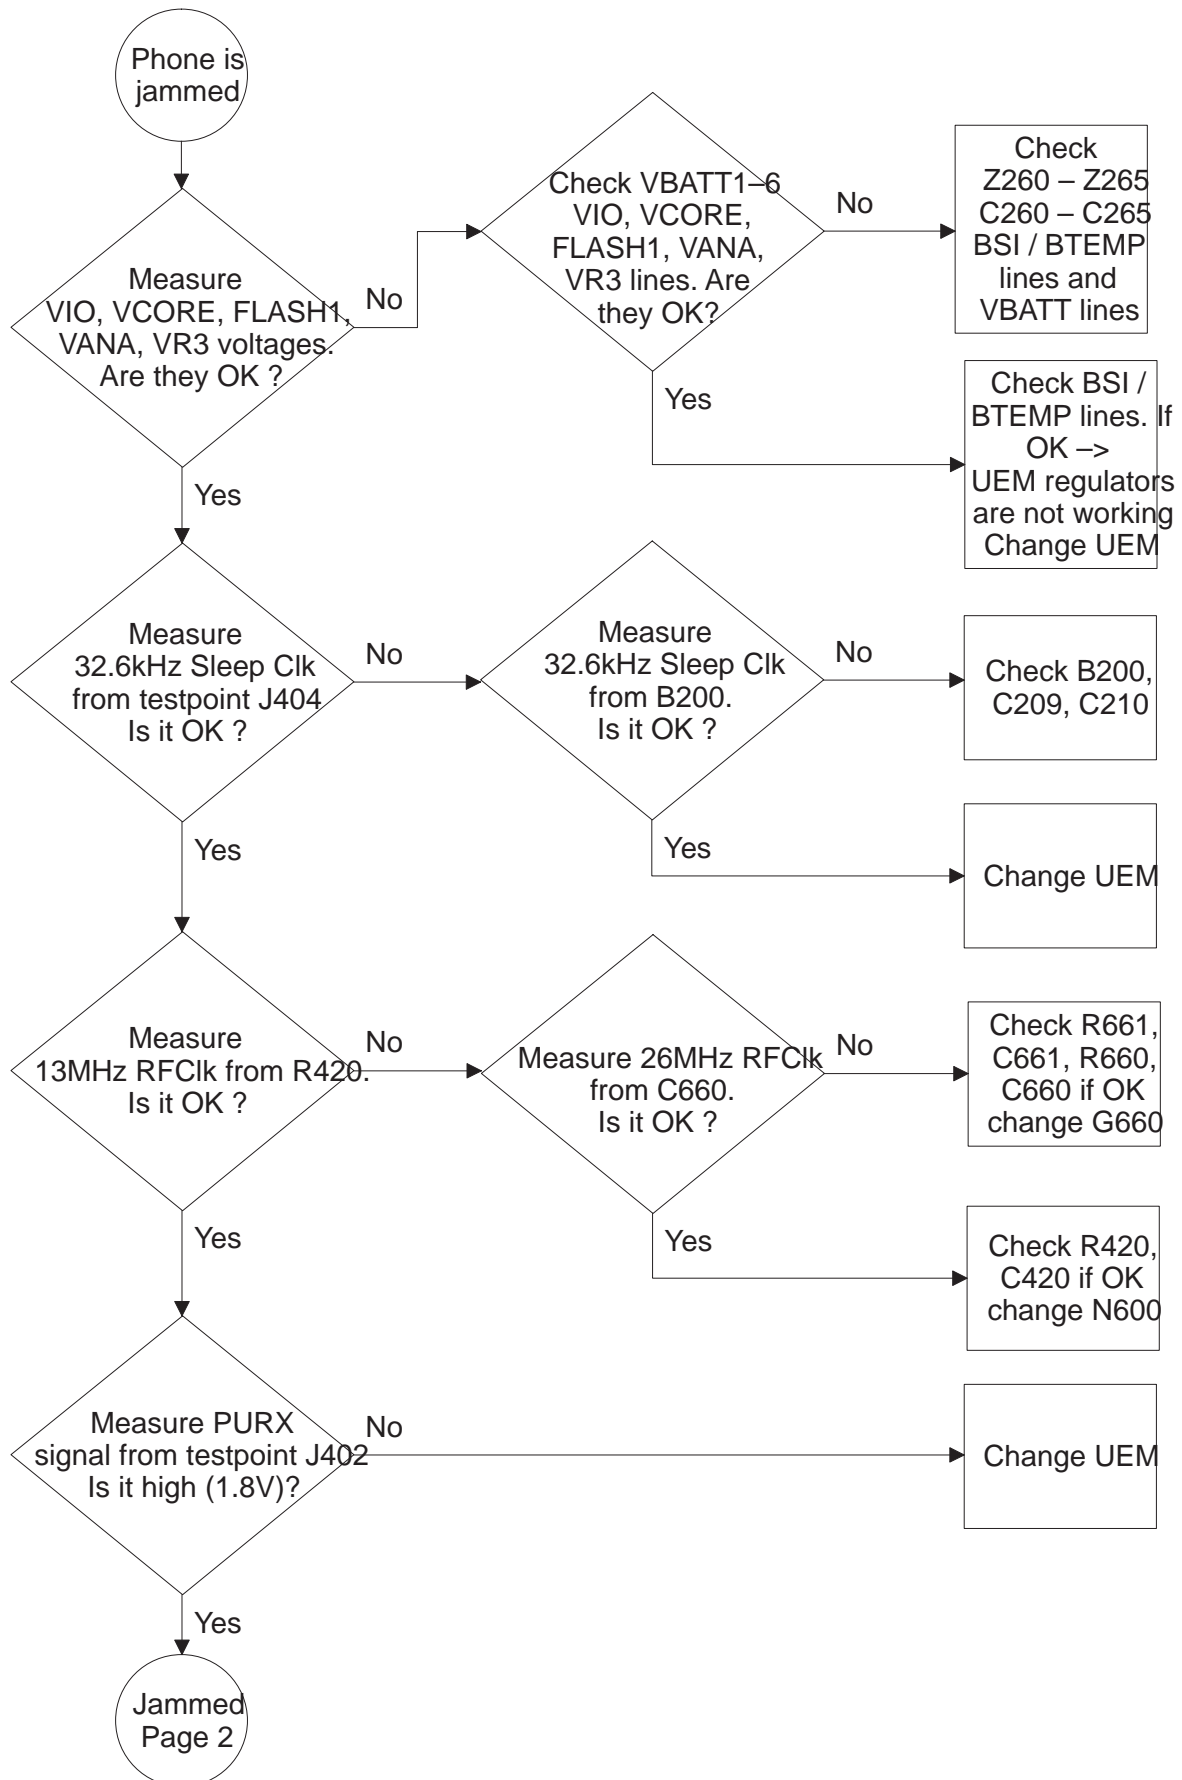 Phone is
jammed
Measure
VIO, VCORE, FLASH1,
VANA, VR3 voltages.
Are they OK ?
No
Yes
Check VBATT1–6
VIO, VCORE,
FLASH1, VANA,
VR3 lines. Are
they OK?
No
Yes
Check
Z260 – Z265
C260 – C265
BSI / BTEMP
lines and
VBATT lines
Check BSI /
BTEMP lines. If
OK –>
UEM regulators
are not working
Change UEM
Measure
32.6kHz Sleep Clk
from testpoint J404
Is it OK ?
No
Yes
Measure
32.6kHz Sleep Clk
from B200.
Is it OK ?
No
Yes
Check B200,
C209, C210
Change UEM
Measure
13MHz RFClk from R420.
Is it OK ?
No
Yes
Measure 26MHz RFClk
from C660.
Is it OK ?
No
Yes
Check R661,
C661, R660,
C660 if OK
change G660
Check R420,
C420 if OK
change N600
Measure PURX
signal from testpoint J402
Is it high (1.8V)?
No
Yes
Change UEM
Jammed
Page 2